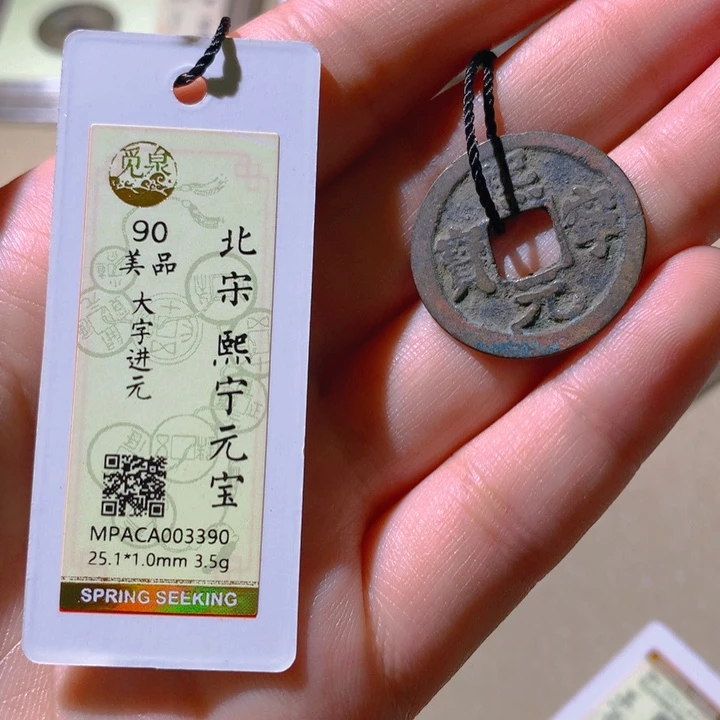 觅泉
90
美品
大字进元
北宋 熙宁元宝
MPACA003390
25.1*1.0mm 3.5g
SPRING SEEKING
熙寧元寶